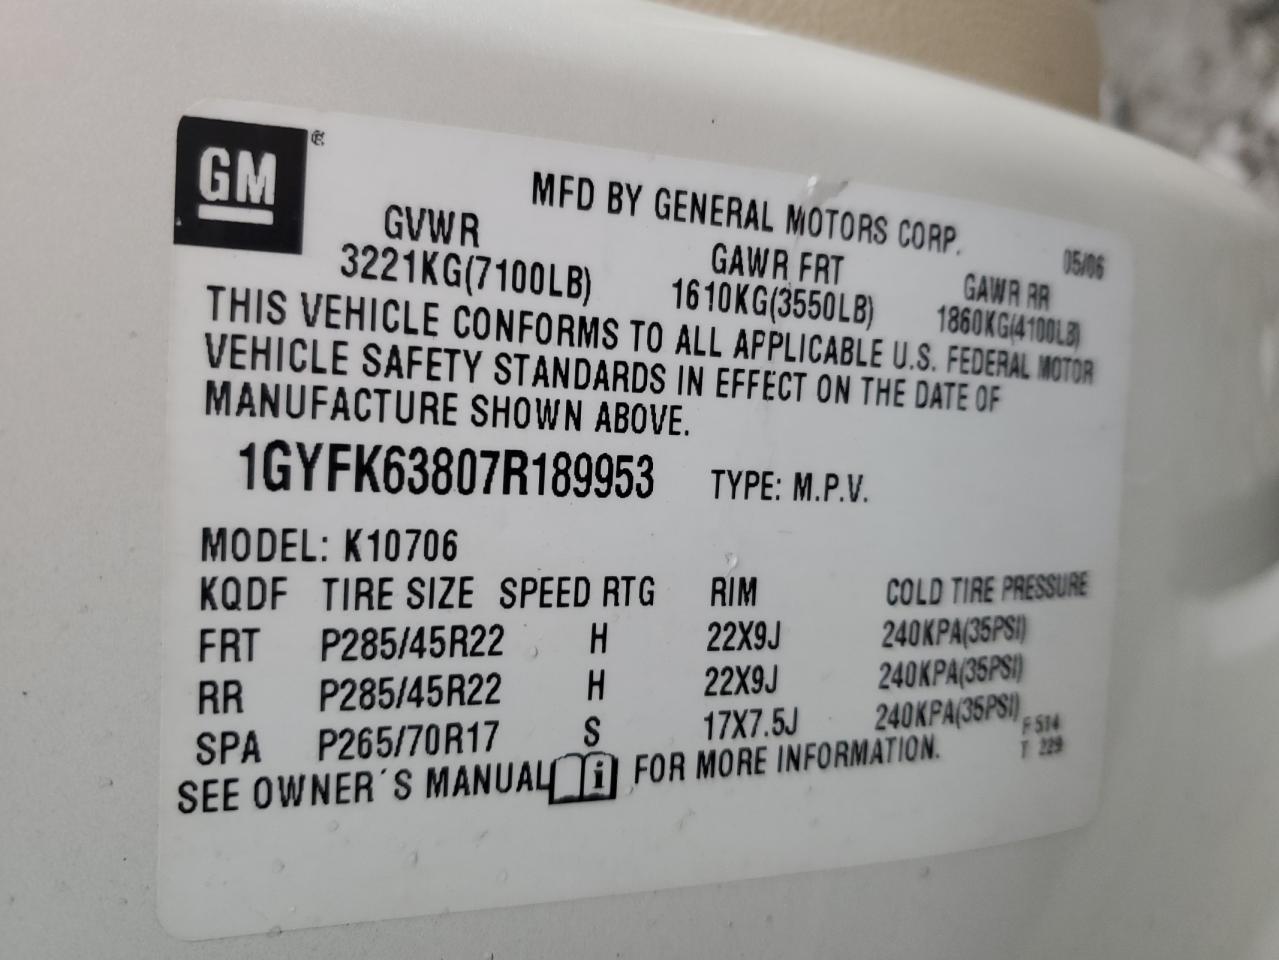 GM
MFD BY GENERAL MOTORS CORP.
05/06
GVWR GAWR FRT GAWR RR
3221KG(7100LB) 1610KG(3550LB) 1860KG(4100LB)
THIS VEHICLE CONFORMS TO ALL APPLICABLE U.S. FEDERAL MOTOR
VEHICLE SAFETY STANDARDS IN EFFECT ON THE DATE OF
MANUFACTURE SHOWN ABOVE.
1GYFK63807R189953 TYPE: M.P.V.
MODEL: K10706
KQDF TIRE SIZE SPEED RTG RIM COLD TIRE PRESSURE
FRT P285/45R22 H 22X9J 240KPA(35PSI)
RR P285/45R22 H 22X9J 240KPA(35PSI)
SPA P265/70R17 S 17X7.5J 240KPA(35PSI)
F 514
T 229
SEE OWNER´S MANUAL i FOR MORE INFORMATION.